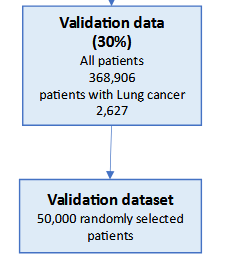 Validation data
(30%)
All patients
368,906
patients with Lung cancer
2,627
Validation dataset
50,000 randomly selected
patients